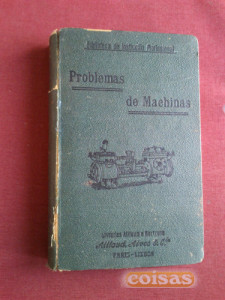 Biblioteca de Instrucção Profissional
Problemas
de Machinas
Livrarias Aillaud e Bertrand
Aillaud, Alves & Cia
PARIS-LISBOA
coisas